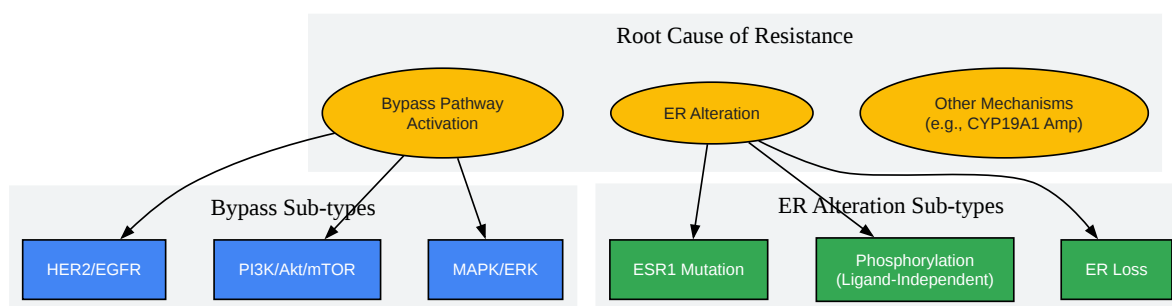 Root Cause of Resistance
Bypass Pathway
Activation
ER Alteration
Other Mechanisms
(e.g., CYP19A1 Amp)
Bypass Sub-types
HER2/EGFR
PI3K/Akt/mTOR
MAPK/ERK
ER Alteration Sub-types
ESR1 Mutation
Phosphorylation
(Ligand-Independent)
ER Loss